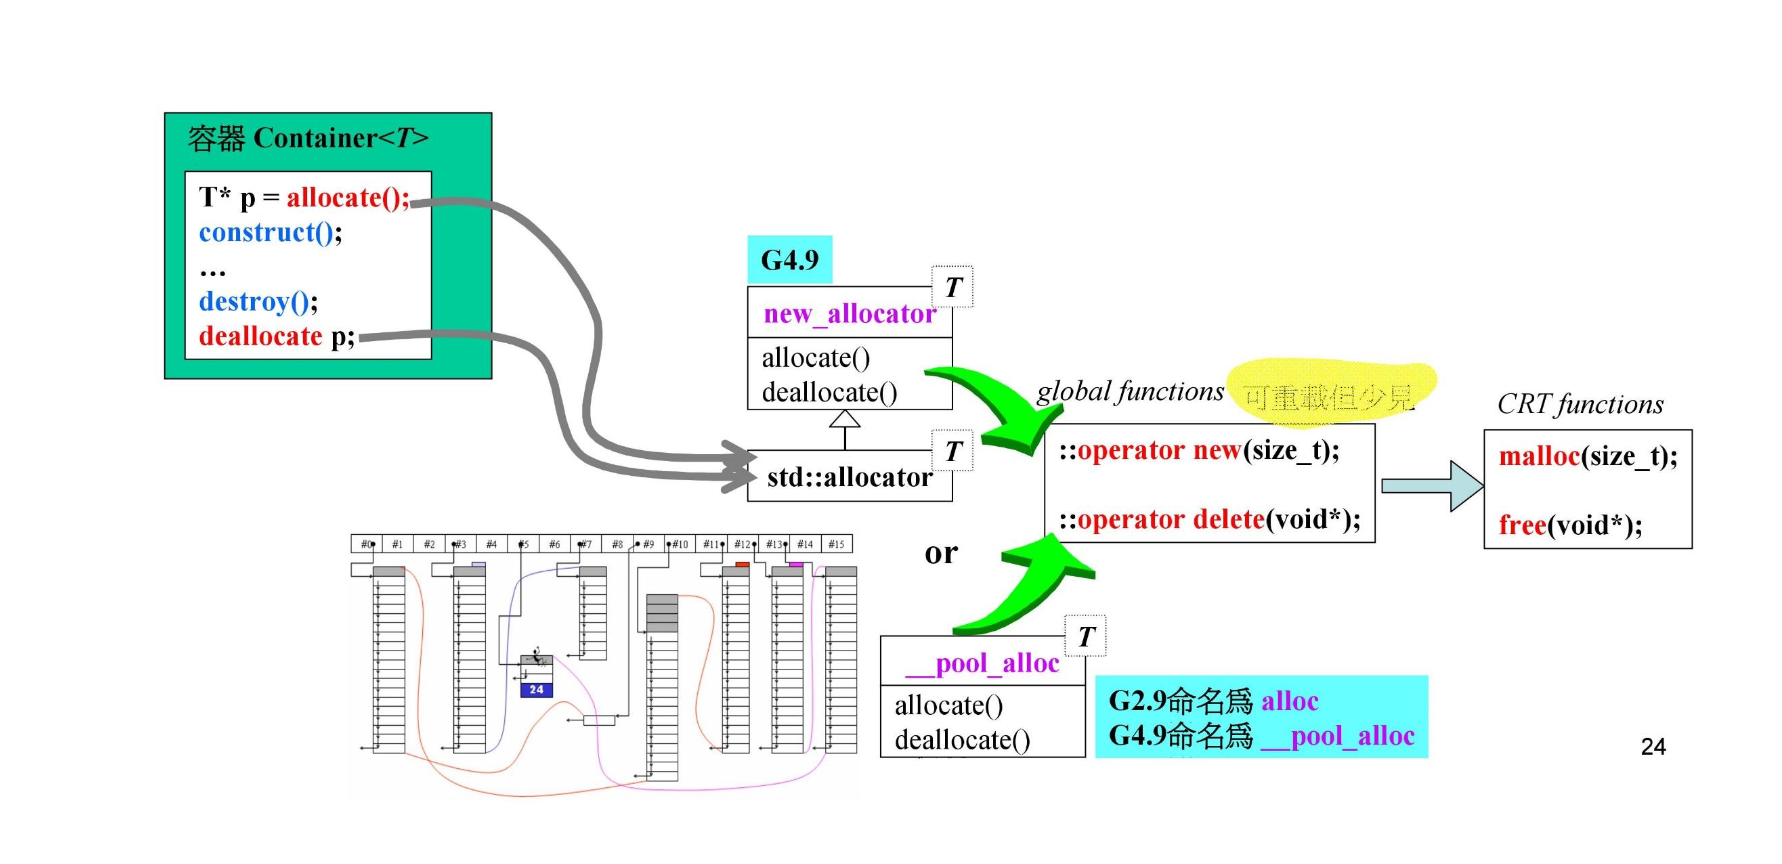 容器 Container<T>
T* p = allocate();
construct();
…
destroy();
deallocate p;
G4.9
T
new_allocator
allocate()
deallocate()
T
std::allocator
global functions 可重載但少見
::operator new(size_t);
::operator delete(void*);
CRT functions
malloc(size_t);
free(void*);
#0 #1 #2 #3 #4 #5 #6 #7 #8 #9 #10 #11 #12 #13 #14 #15
24
or
T
__pool_alloc
allocate()
deallocate()
G2.9命名爲 alloc
G4.9命名爲 __pool_alloc
24